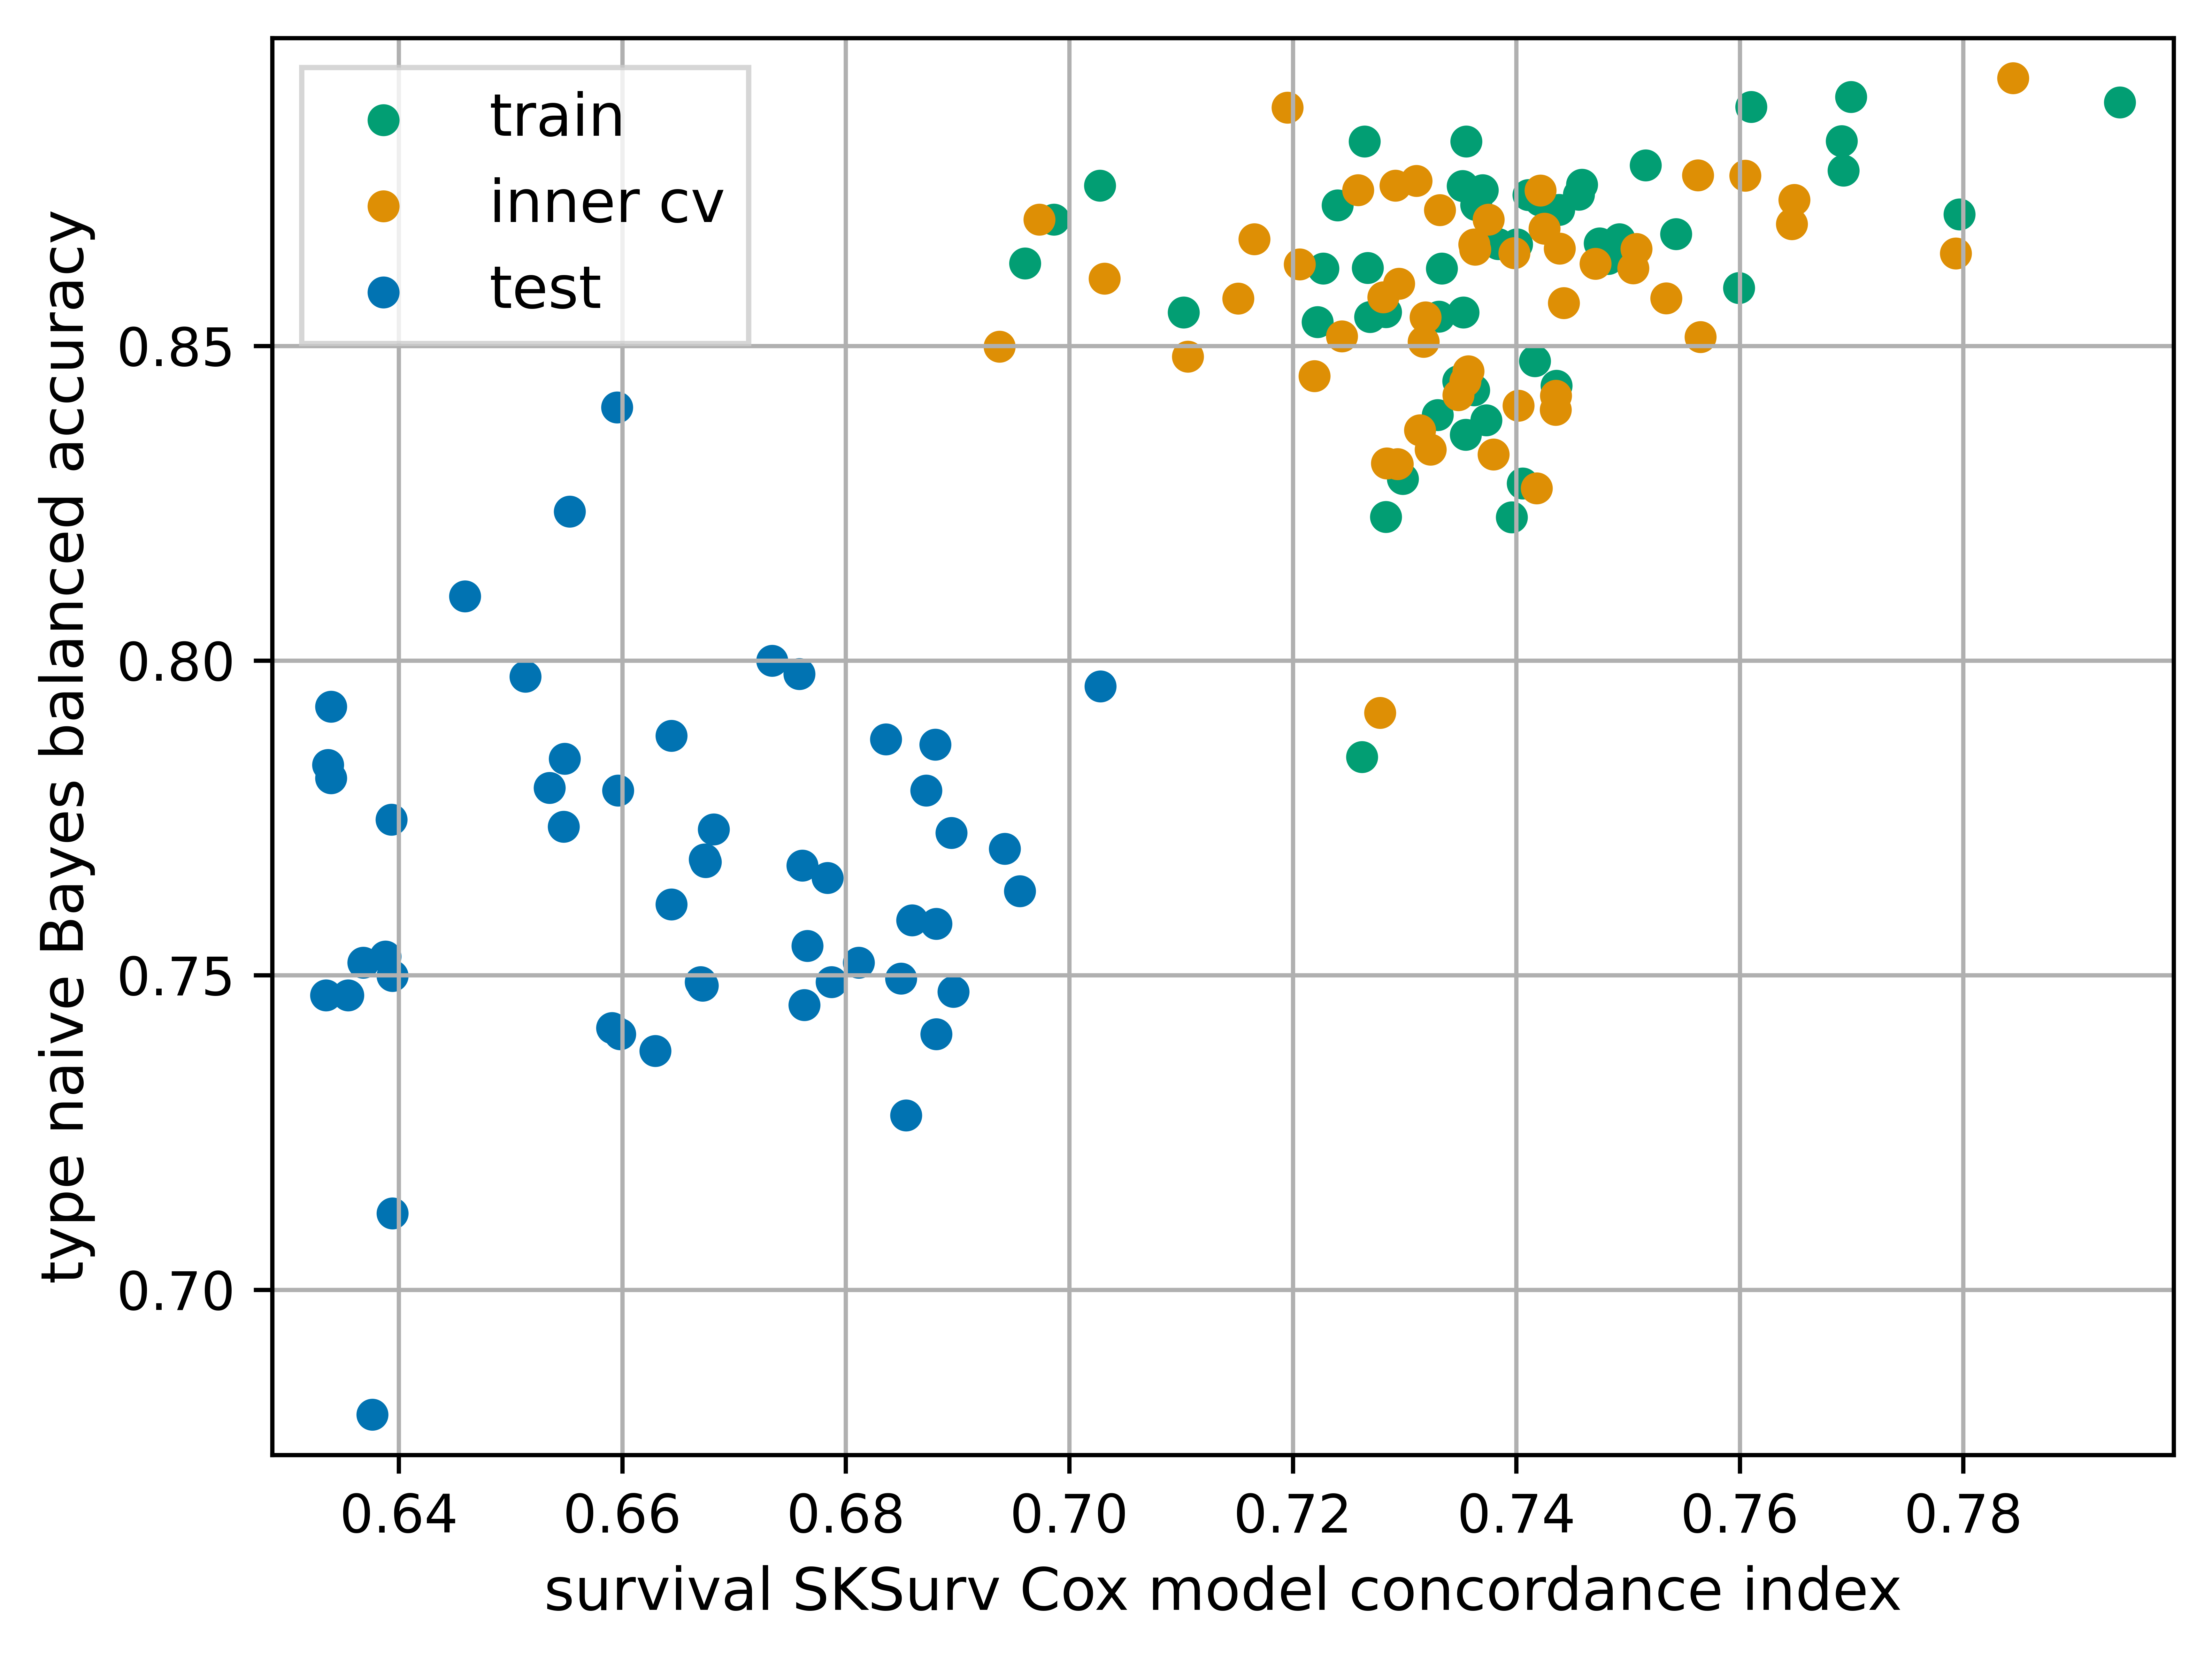 train
inner cv
test
type naive Bayes balanced accuracy
0.85
0.80
0.75
0.70
0.64 0.66 0.68 0.70 0.72 0.74 0.76 0.78
survival SKSurv Cox model concordance index